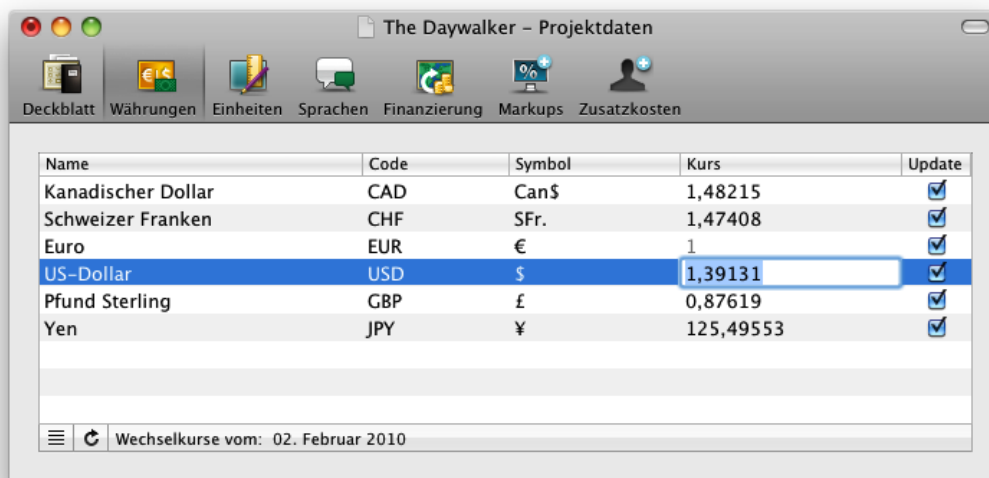 The Daywalker – Projektdaten
Deckblatt Währungen Einheiten Sprachen Finanzierung Markups Zusatzkosten
Name Code Symbol Kurs Update
Kanadischer Dollar CAD Can$ 1,48215
Schweizer Franken CHF SFr. 1,47408
Euro EUR € 1
US-Dollar USD $ 1,39131
Pfund Sterling GBP £ 0,87619
Yen JPY ¥ 125,49553
Wechselkurse vom: 02. Februar 2010